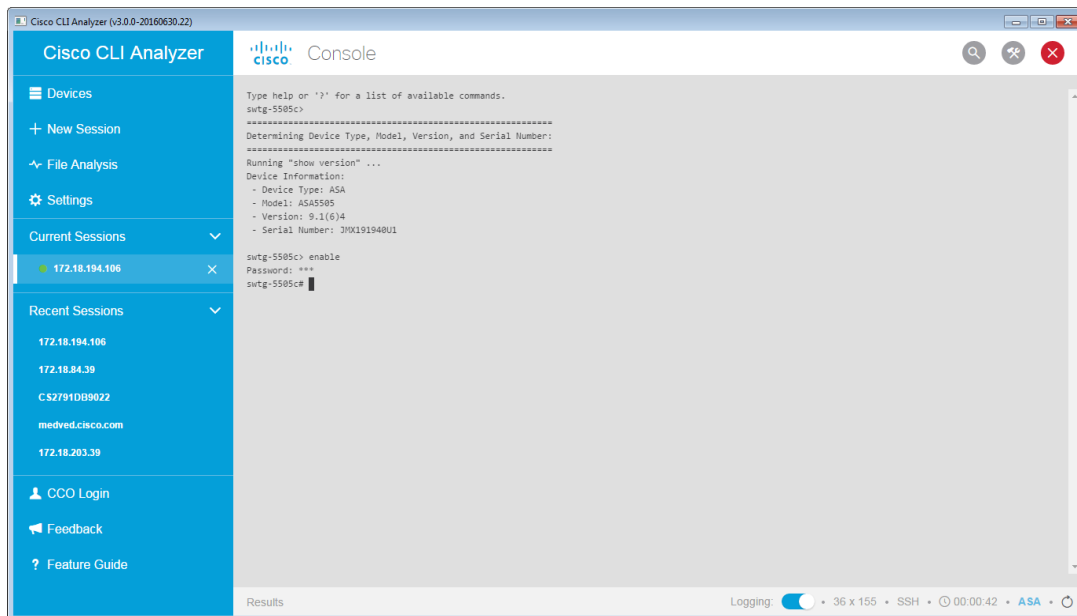 Cisco CLI Analyzer (v3.0.0-20160630.22)
Cisco CLI Analyzer
Devices
New Session
File Analysis
Settings
Current Sessions
172.18.194.106
Recent Sessions
172.18.194.106
172.18.84.39
CS2791DB9022
medved.cisco.com
172.18.203.39
CCO Login
Feedback
? Feature Guide
CISCO Console
Type help or '?' for a list of available commands.
swtg-5505c>
===========================================================
Determining Device Type, Model, Version, and Serial Number:
===========================================================
Running "show version" ...
Device Information:
- Device Type: ASA
- Model: ASA5505
- Version: 9.1(6)4
- Serial Number: JMX191940U1
swtg-5505c> enable
Password: ***
swtg-5505c#
Results
Logging: • 36 x 155 • SSH • 00:00:42 • ASA •